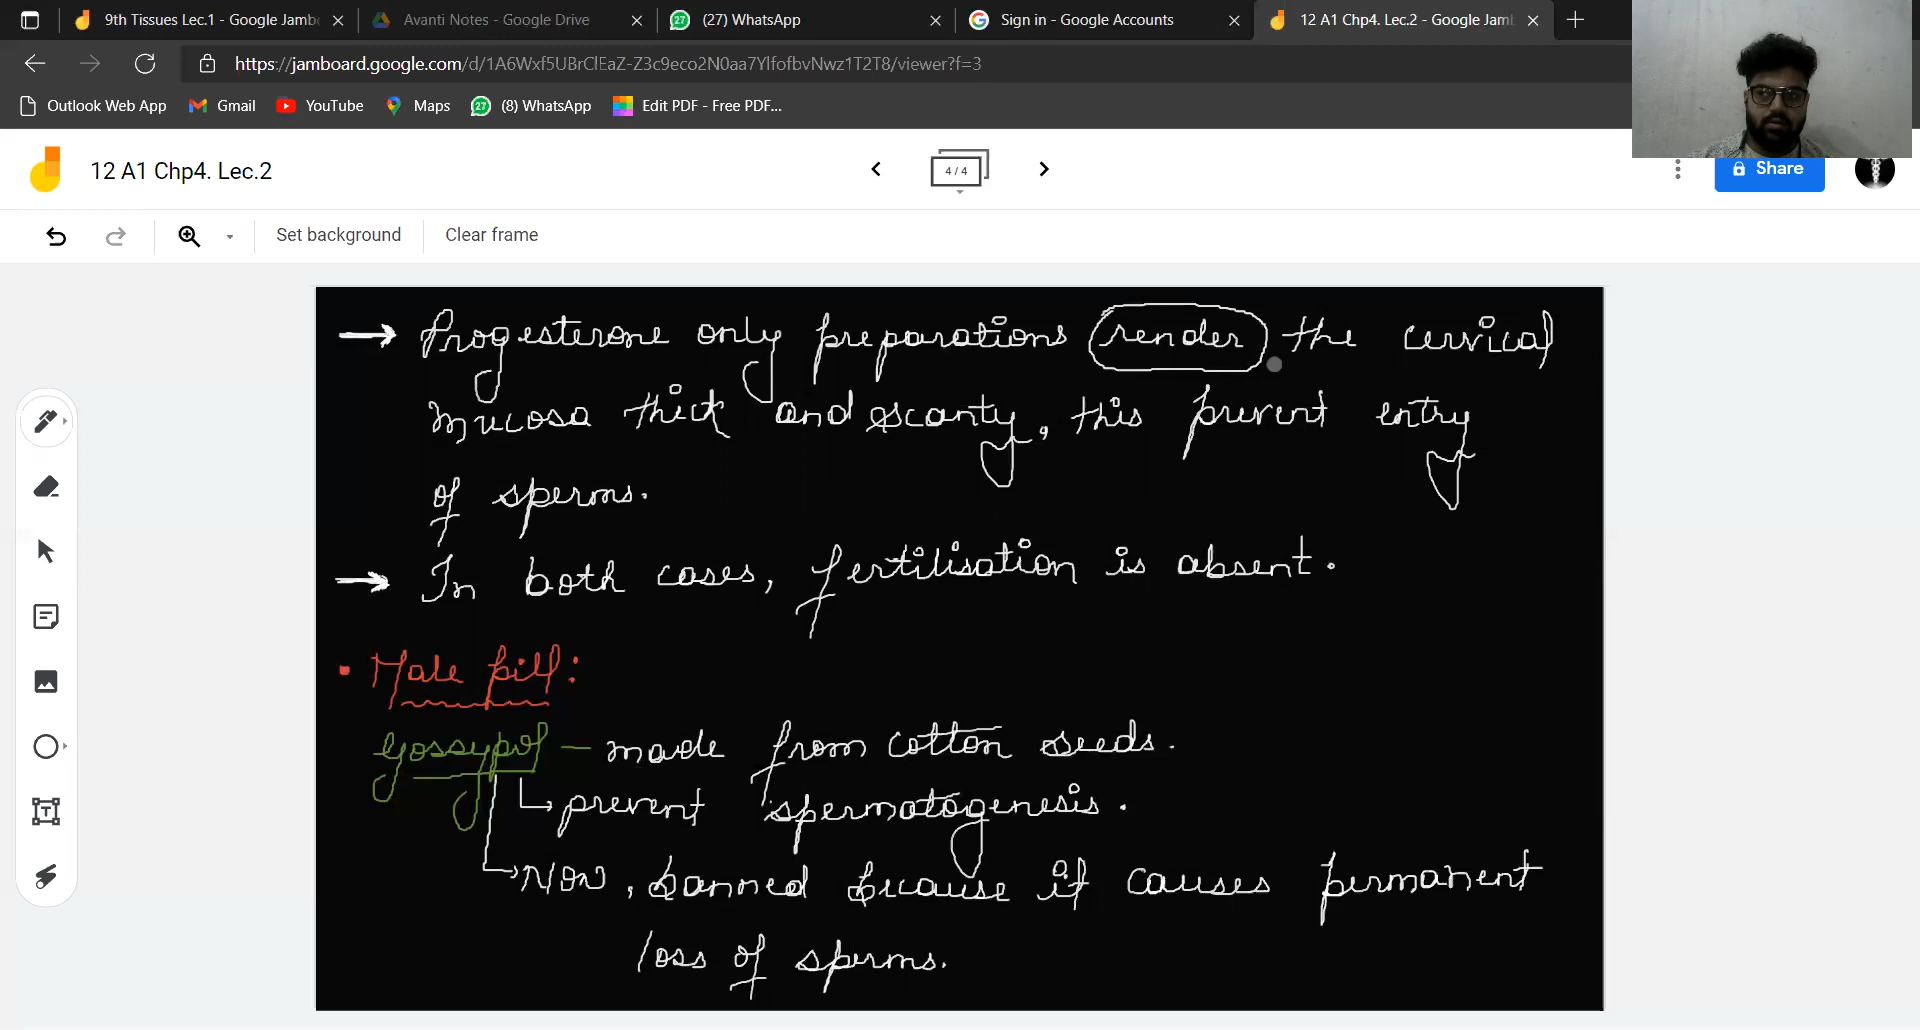 9th Tissues Lec.1 - Google Jamb
Avanti Notes - Google Drive
27
(27) WhatsApp
Sign in - Google Accounts
12 A1 Chp4. Lec.2 - Google Jamb
https://jamboard.google.com/d/1A6Wxf5UBrClEaZ-Z3c9eco2N0aa7YlfofbvNwz1T2T8/viewer?f=3
Outlook Web App
Gmail
YouTube
Maps
27
(8) WhatsApp
Edit PDF - Free PDF...
12 A1 Chp4. Lec.2
4 / 4
Share
Set background
Clear frame
→ Progesterone only preparations render the cervical
mucosa thick and scanty, this prevent entry
of sperms.
→ In both cases, fertilisation is absent.
• Male pill:
Gossypol — made from cotton seeds.
prevent spermatogenesis.
Now, banned because it causes permanent
loss of sperms.